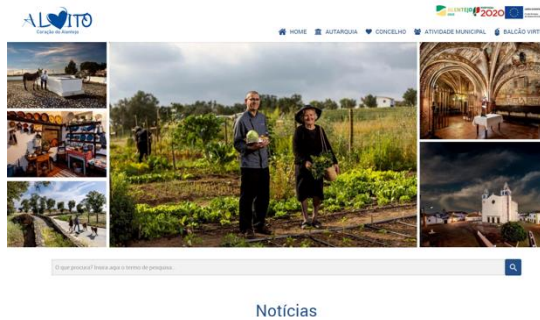 ALVITO
Coração do Alentejo
ALENTEJO 2020
HOME AUTARQUIA CONCELHO ATIVIDADE MUNICIPAL BALCÃO VIRT
O que procura? Insira aqui o termo de pesquisa...
Notícias